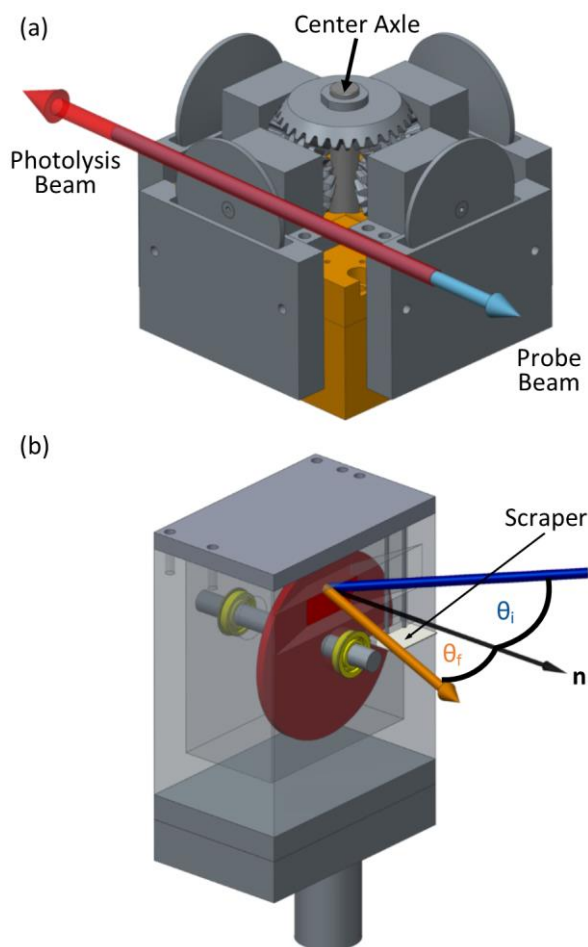 (a)
Center Axle
Photolysis
Beam
Probe
Beam
(b)
Scraper
θi
θf
n